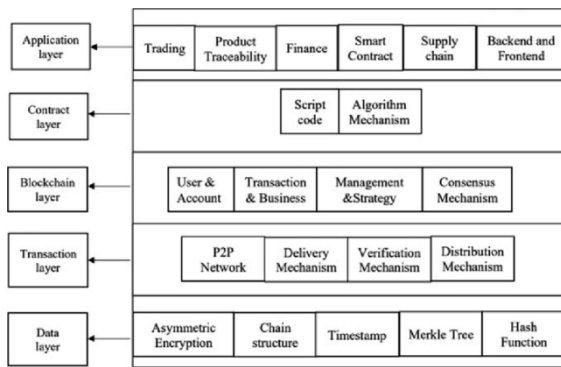 Application
layer
Trading
Product
Traceability
Finance
Smart
Contract
Supply
chain
Backend and
Frontend
Contract
layer
Script
code
Algorithm
Mechanism
Blockchain
layer
User &
Account
Transaction
& Business
Management
&Strategy
Consensus
Mechanism
Transaction
layer
P2P
Network
Delivery
Mechanism
Verification
Mechanism
Distribution
Mechanism
Data
layer
Asymmetric
Encryption
Chain
structure
Timestamp
Merkle Tree
Hash
Function